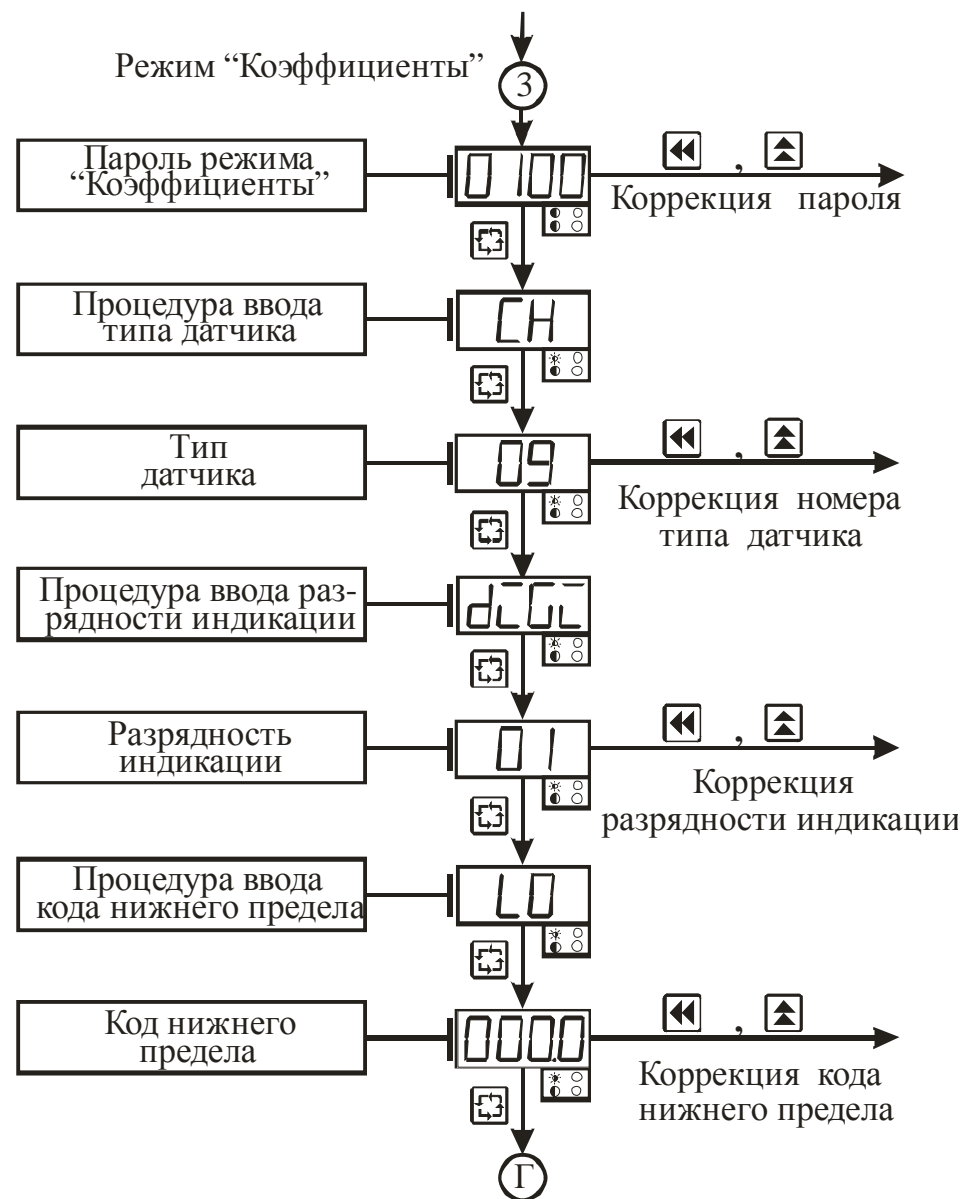 Режим “Коэффициенты”
3
Пароль режима
“Коэффициенты”
0100
,
Коррекция пароля
Процедура ввода
типа датчика
CH
Тип
датчика
09
,
Коррекция номера
типа датчика
Процедура ввода раз-
рядности индикации
Разрядность
индикации
01
,
Коррекция
разрядности индикации
Процедура ввода
кода нижнего предела
LO
Код нижнего
предела
000.0
,
Коррекция кода
нижнего предела
Г